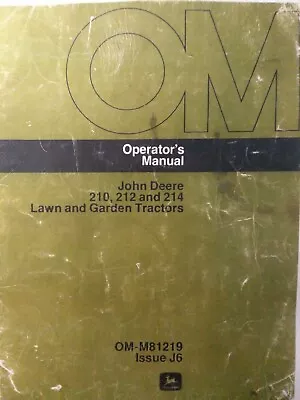 OM
Operator's
Manual
John Deere
210, 212 and 214
Lawn and Garden Tractors
OM-M81219
Issue J6